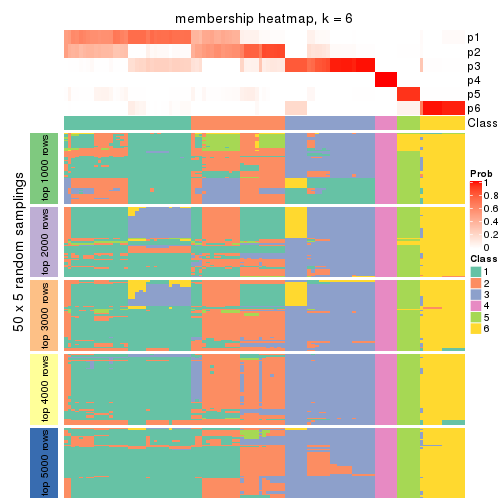 membership heatmap, k = 6
p1
p2
p3
p4
p5
p6
Class
50 x 5 random samplings
top 1000 rows
top 2000 rows
top 3000 rows
top 4000 rows
top 5000 rows
Prob
1
0.8
0.6
0.4
0.2
0
Class
1
2
3
4
5
6